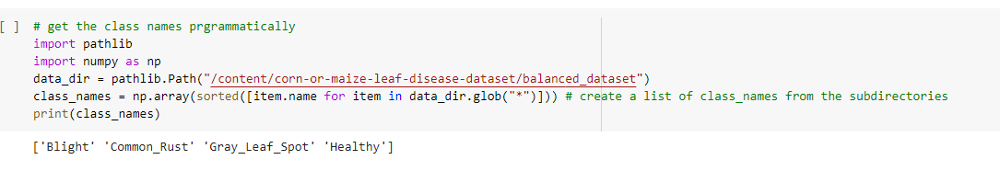 [ ] # get the class names prgrammatically
import pathlib
import numpy as np
data_dir = pathlib.Path("/content/corn-or-maize-leaf-disease-dataset/balanced_dataset")
class_names = np.array(sorted([item.name for item in data_dir.glob("*")])) # create a list of class_names from the subdirectories
print(class_names)
['Blight' 'Common_Rust' 'Gray_Leaf_Spot' 'Healthy']